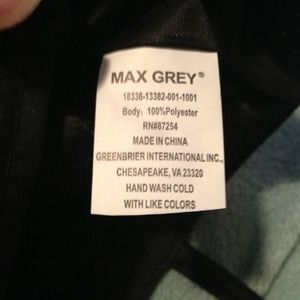 MAX GREY®
18336-13382-001-1001
Body: 100%Polyester
RN#87254
MADE IN CHINA
GREENBRIER INTERNATIONAL INC.,
CHESAPEAKE, VA 23320
HAND WASH COLD
WITH LIKE COLORS